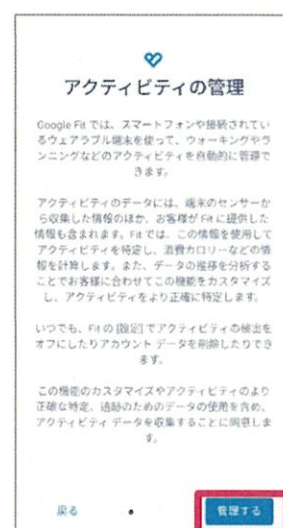 アクティビティの管理
Google Fit では、スマートフォンや接続されてい
るウェアラブル端末を使って、ウォーキングやラ
ンニングなどのアクティビティを自動的に管理で
きます。
アクティビティのデータには、端末のセンサーか
ら収集した情報のほか、お客様が Fit に提供した
情報も含まれます。Fit では、この情報を使用して
アクティビティを特定し、消費カロリーなどの情
報を計算します。また、データの推移を分析する
ことでお客様に合わせてこの機能をカスタマイズ
し、アクティビティをより正確に特定します。
いつでも、Fit の [設定] でアクティビティの検出を
オフにしたりアカウント データを削除したりでき
ます。
この機能のカスタマイズやアクティビティのより
正確な特定、追跡のためのデータの使用を含め、
アクティビティ データを収集することに同意しま
す。
戻る
管理する